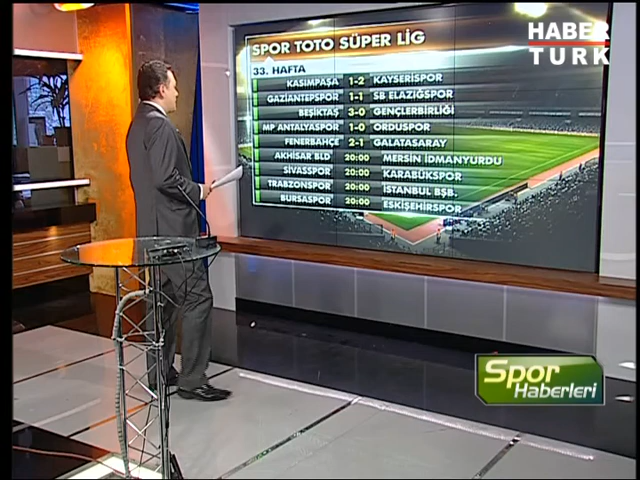 HABER
TURK
SPOR TOTO SÜPER LİG
33. HAFTA
KASIMPAŞA 1-2 KAYSERİSPOR
GAZİANTEPSPOR 1-1 SB ELAZIĞSPOR
BEŞİKTAŞ 3-0 GENÇLERBİRLİĞİ
MP ANTALYASPOR 1-0 ORDUSPOR
FENERBAHÇE 2-1 GALATASARAY
AKHİSAR BLD 20:00 MERSİN İDMANYURDU
SİVASSPOR 20:00 KARABÜKSPOR
TRABZONSPOR 20:00 İSTANBUL BŞB.
BURSASPOR 20:00 ESKİŞEHİRSPOR
Spor
Haberleri